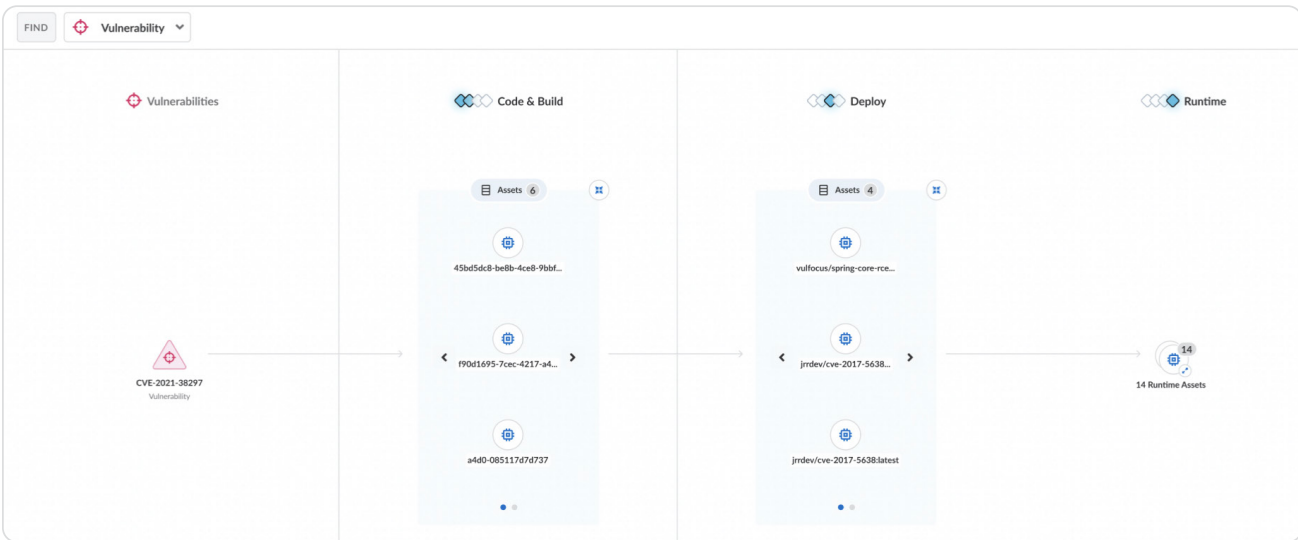 FIND
Vulnerability
Vulnerabilities
Code & Build
Deploy
Runtime
Assets 6
Assets 4
45bd5dc8-be8b-4ce8-9bbf...
vulfocus/spring-core-rce...
f90d1695-7cec-4217-a4...
jrrdev/cve-2017-5638...
14
CVE-2021-38297
Vulnerability
14 Runtime Assets
a4d0-085117d7d737
jrrdev/cve-2017-5638:latest